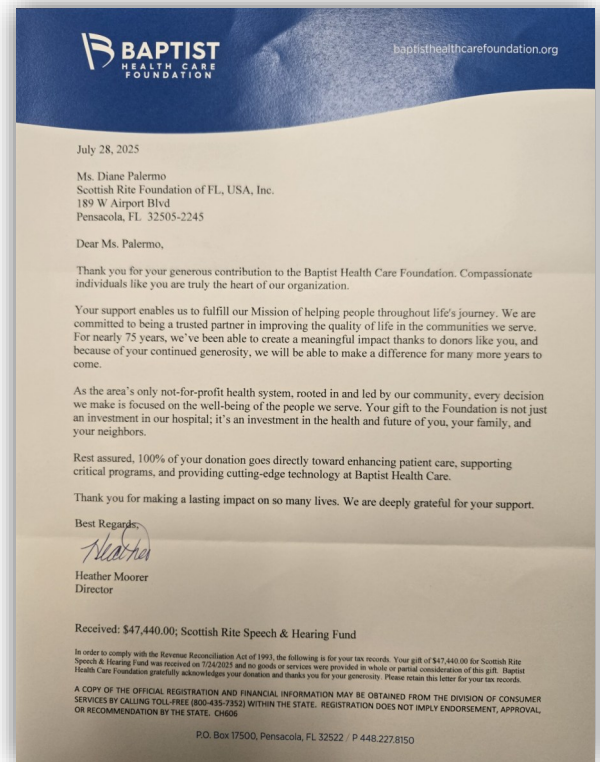 BAPTIST
HEALTH CARE
FOUNDATION
baptisthealthcarefoundation.org
July 28, 2025
Ms. Diane Palermo
Scottish Rite Foundation of FL, USA, Inc.
189 W Airport Blvd
Pensacola, FL 32505-2245
Dear Ms. Palermo,
Thank you for your generous contribution to the Baptist Health Care Foundation. Compassionate
individuals like you are truly the heart of our organization.
Your support enables us to fulfill our Mission of helping people throughout life's journey. We are
committed to being a trusted partner in improving the quality of life in the communities we serve.
For nearly 75 years, we've been able to create a meaningful impact thanks to donors like you, and
because of your continued generosity, we will be able to make a difference for many more years to
come.
As the area's only not-for-profit health system, rooted in and led by our community, every decision
we make is focused on the well-being of the people we serve. Your gift to the Foundation is not just
an investment in our hospital; it's an investment in the health and future of you, your family, and
your neighbors.
Rest assured, 100% of your donation goes directly toward enhancing patient care, supporting
critical programs, and providing cutting-edge technology at Baptist Health Care.
Thank you for making a lasting impact on so many lives. We are deeply grateful for your support.
Best Regards,
Heather
Heather Moorer
Director
Received: $47,440.00; Scottish Rite Speech & Hearing Fund
In order to comply with the Revenue Reconciliation Act of 1993, the following is for your tax records. Your gift of $47,440.00 for Scottish Rite
Speech & Hearing Fund was received on 7/24/2025 and no goods or services were provided in whole or partial consideration of this gift. Baptist
Health Care Foundation gratefully acknowledges your donation and thanks you for your generosity. Please retain this letter for your tax records.
A COPY OF THE OFFICIAL REGISTRATION AND FINANCIAL INFORMATION MAY BE OBTAINED FROM THE DIVISION OF CONSUMER
SERVICES BY CALLING TOLL-FREE (800-435-7352) WITHIN THE STATE. REGISTRATION DOES NOT IMPLY ENDORSEMENT, APPROVAL,
OR RECOMMENDATION BY THE STATE. CH606
P.O. Box 17500, Pensacola, FL 32522 / P 448.227.8150